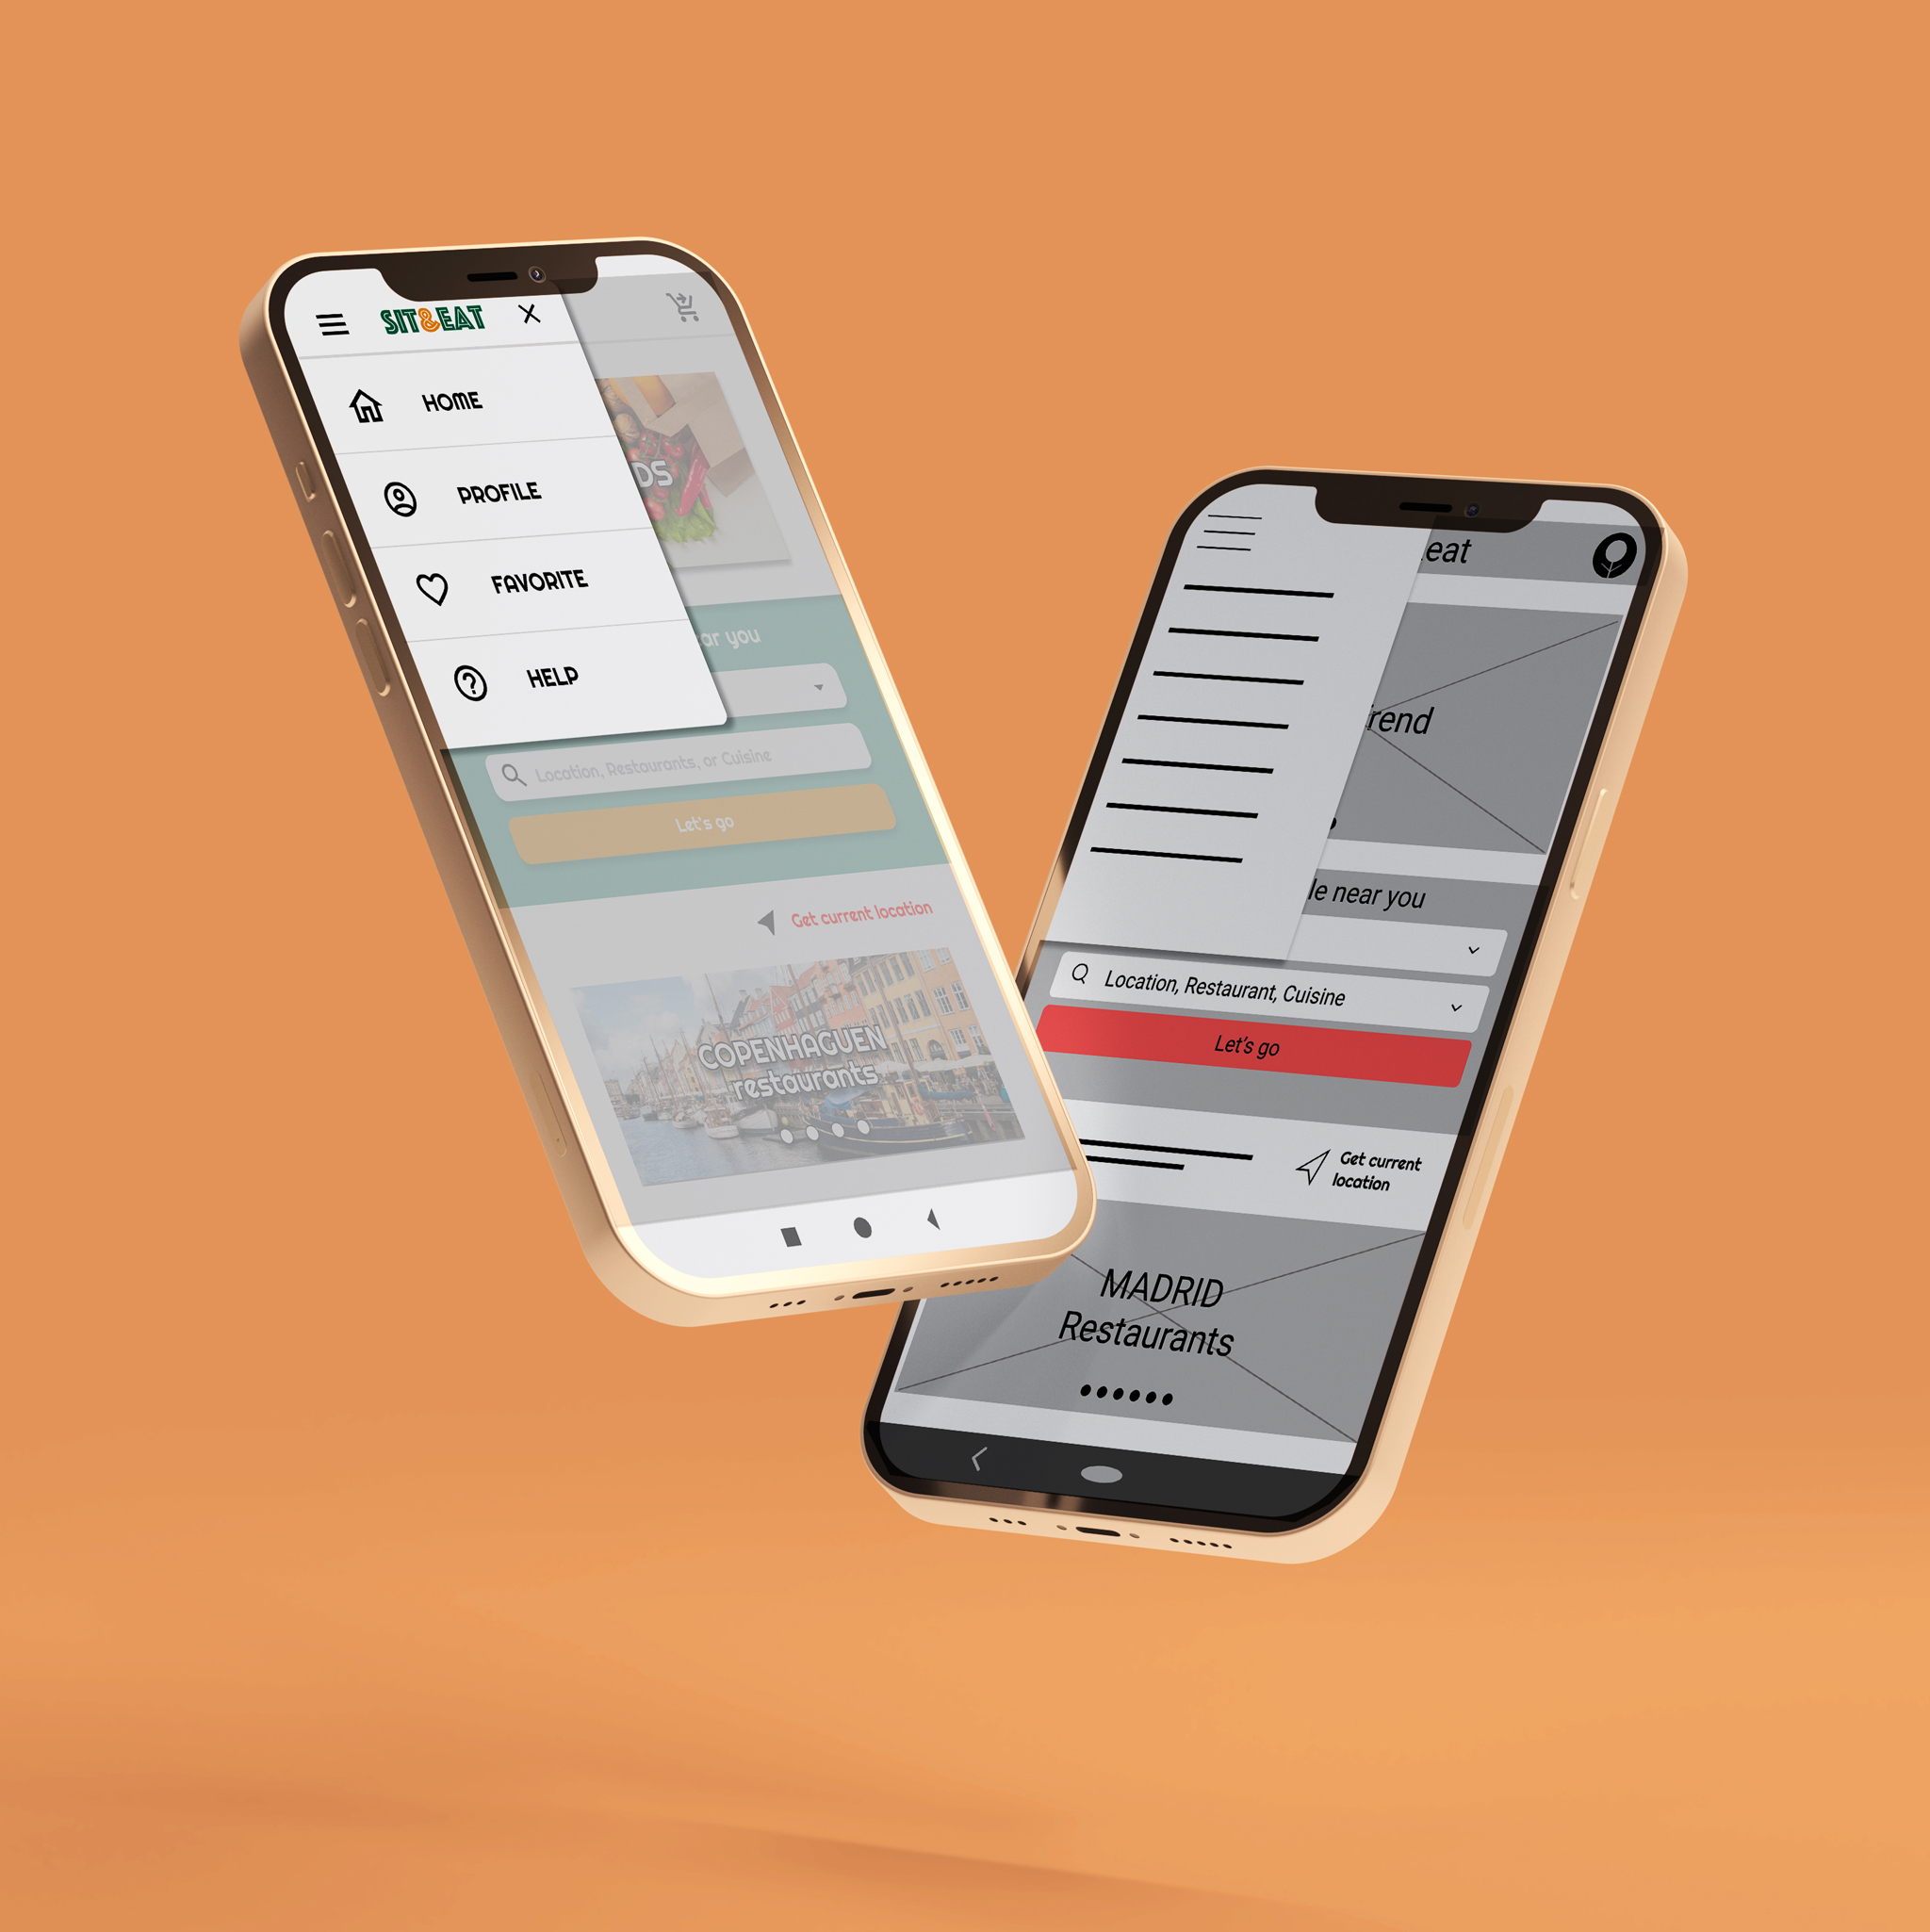 SIT&EAT
HOME
PROFILE
FAVORITE
HELP
DS
ar you
Location, Restaurants, or Cuisine
Let's go
Get current location
COPENHAGUEN
restaurants
eat
rend
le near you
Location, Restaurant, Cuisine
Let's go
Get current
location
MADRID
Restaurants